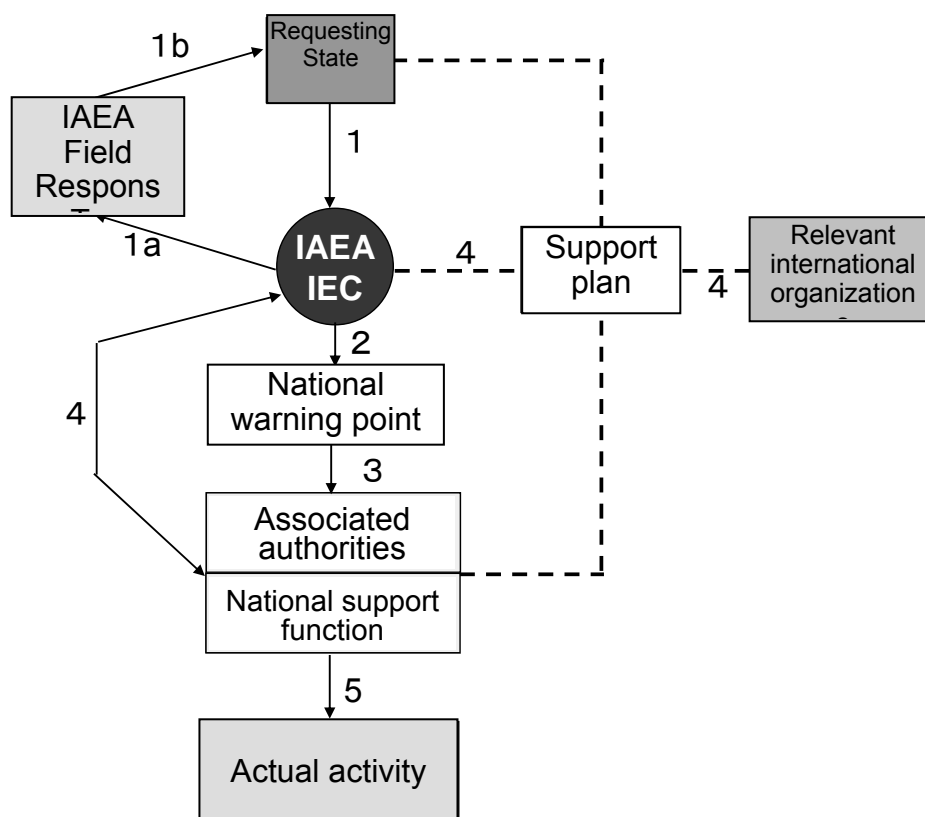 Requesting
State
1b
IAEA
Field
Respons
1
1a
IAEA
IEC
4
Support
plan
4
Relevant
international
organization
2
National
warning point
4
3
Associated
authorities
National support
function
5
Actual activity